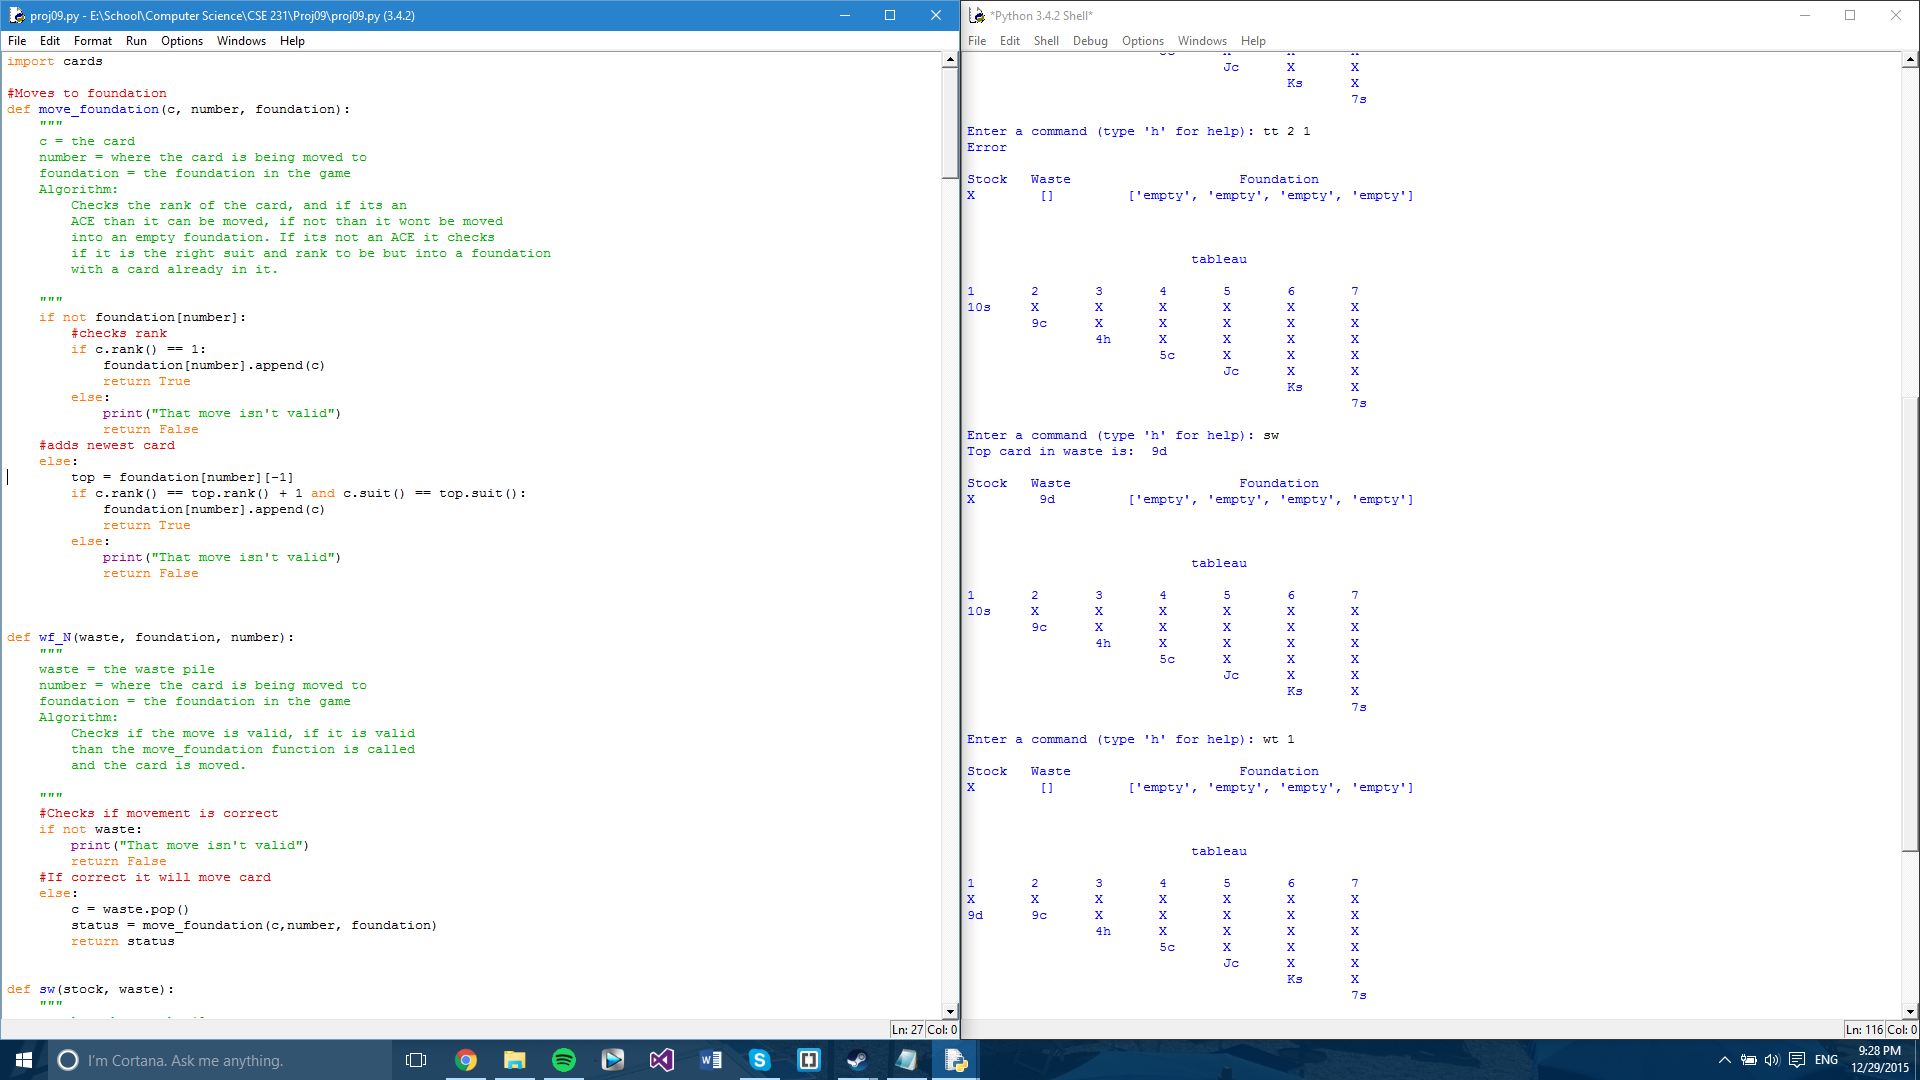 proj09.py - E:\School\Computer Science\CSE 231\Proj09\proj09.py (3.4.2)
File Edit Format Run Options Windows Help
import cards
#Moves to foundation
def move_foundation(c, number, foundation):
"""
c = the card
number = where the card is being moved to
foundation = the foundation in the game
Algorithm:
Checks the rank of the card, and if its an
ACE than it can be moved, if not than it wont be moved
into an empty foundation. If its not an ACE it checks
if it is the right suit and rank to be but into a foundation
with a card already in it.
"""
if not foundation[number]:
#checks rank
if c.rank() == 1:
foundation[number].append(c)
return True
else:
print("That move isn't valid")
return False
#adds newest card
else:
top = foundation[number][-1]
if c.rank() == top.rank() + 1 and c.suit() == top.suit():
foundation[number].append(c)
return True
else:
print("That move isn't valid")
return False
def wf_N(waste, foundation, number):
"""
waste = the waste pile
number = where the card is being moved to
foundation = the foundation in the game
Algorithm:
Checks if the move is valid, if it is valid
than the move_foundation function is called
and the card is moved.
"""
#Checks if movement is correct
if not waste:
print("That move isn't valid")
return False
#If correct it will move card
else:
c = waste.pop()
status = move_foundation(c,number, foundation)
return status
def sw(stock, waste):
"""
Ln: 27 Col: 0
*Python 3.4.2 Shell*
File Edit Shell Debug Options Windows Help
Jc X X
Ks X
7s
Enter a command (type 'h' for help): tt 2 1
Error
Stock Waste Foundation
X [] ['empty', 'empty', 'empty', 'empty']
tableau
1 2 3 4 5 6 7
10s X X X X X X
9c X X X X X
4h X X X X
5c X X X
Jc X X
Ks X
7s
Enter a command (type 'h' for help): sw
Top card in waste is:  9d
Stock Waste Foundation
X 9d ['empty', 'empty', 'empty', 'empty']
tableau
1 2 3 4 5 6 7
10s X X X X X X
9c X X X X X
4h X X X X
5c X X X
Jc X X
Ks X
7s
Enter a command (type 'h' for help): wt 1
Stock Waste Foundation
X [] ['empty', 'empty', 'empty', 'empty']
tableau
1 2 3 4 5 6 7
X X X X X X X
9d 9c X X X X X
4h X X X X
5c X X X
Jc X X
Ks X
7s
Ln: 116 Col: 0
I'm Cortana. Ask me anything.
ENG
9:28 PM
12/29/2015